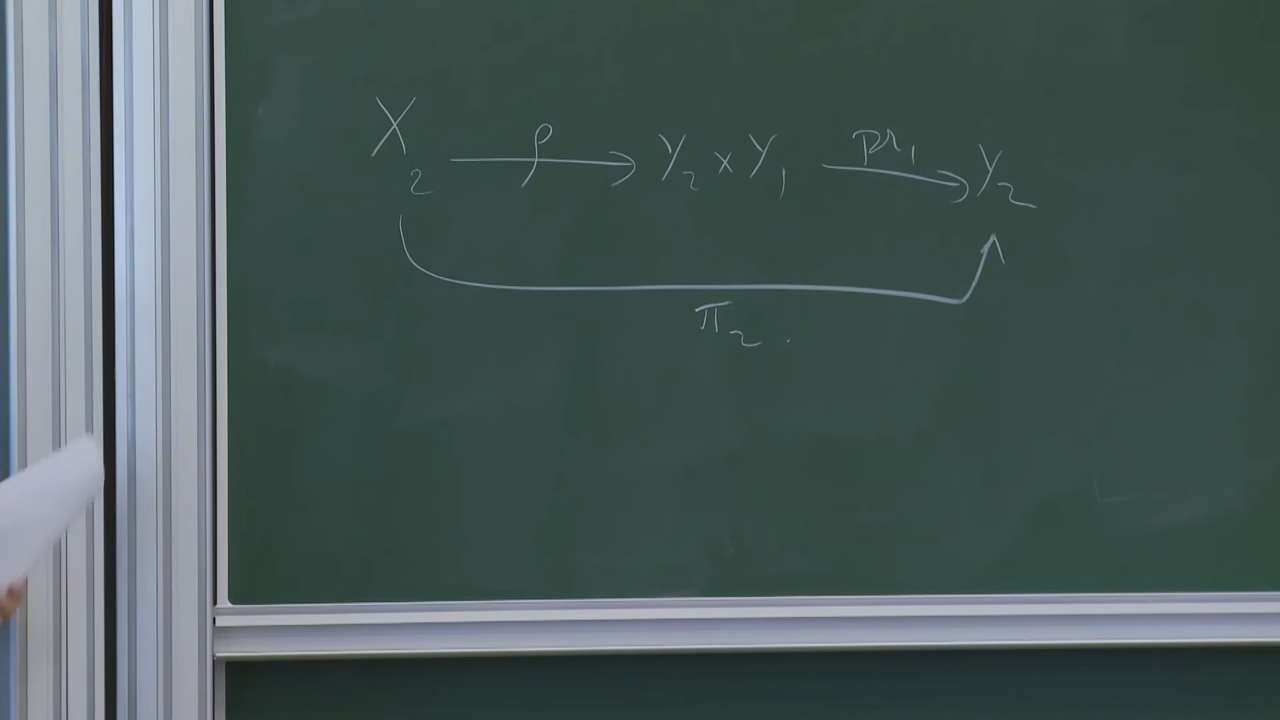 X₂ ⟶ρ Y₂ × Y₁ ⟶pr₁ Y₂
π₂ .